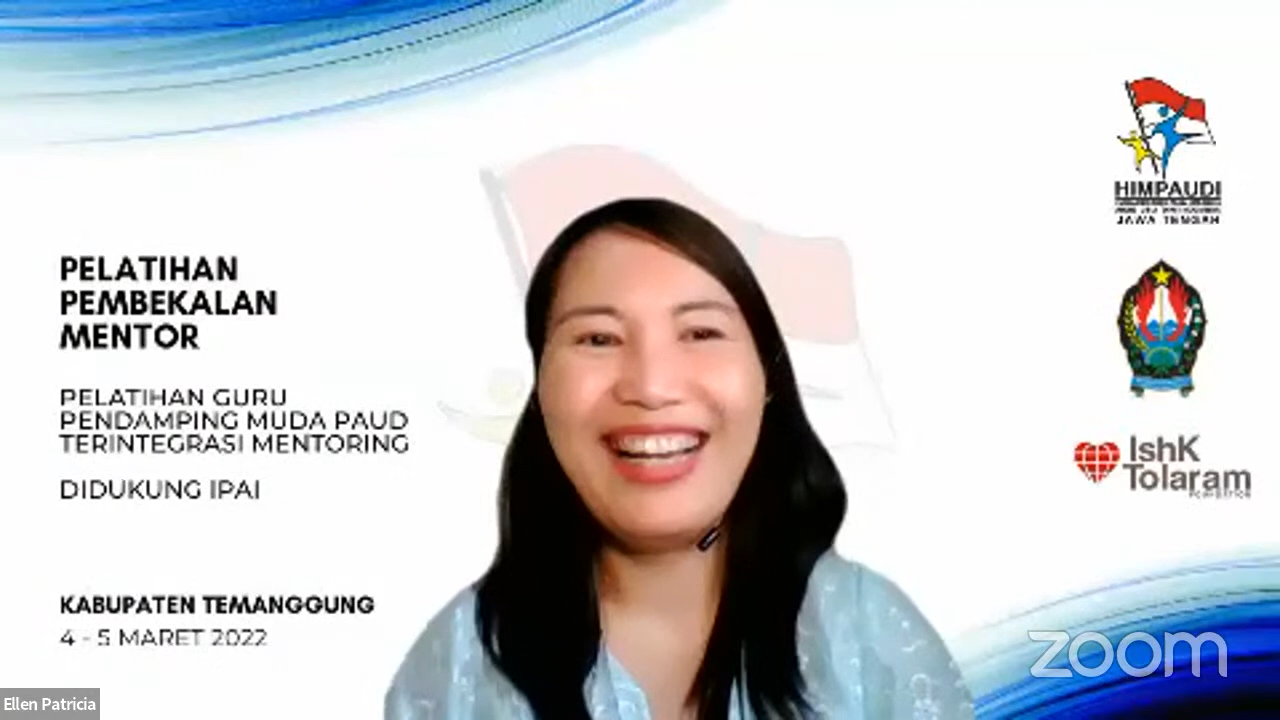 PELATIHAN
PEMBEKALAN
MENTOR
PELATIHAN GURU
PENDAMPING MUDA PAUD
TERINTEGRASI MENTORING
DIDUKUNG IPAI
KABUPATEN TEMANGGUNG
4 - 5 MARET 2022
HIMPAUDI
JAWA TENGAH
IshK
Tolaram
FOUNDATION
zoom
Ellen Patricia